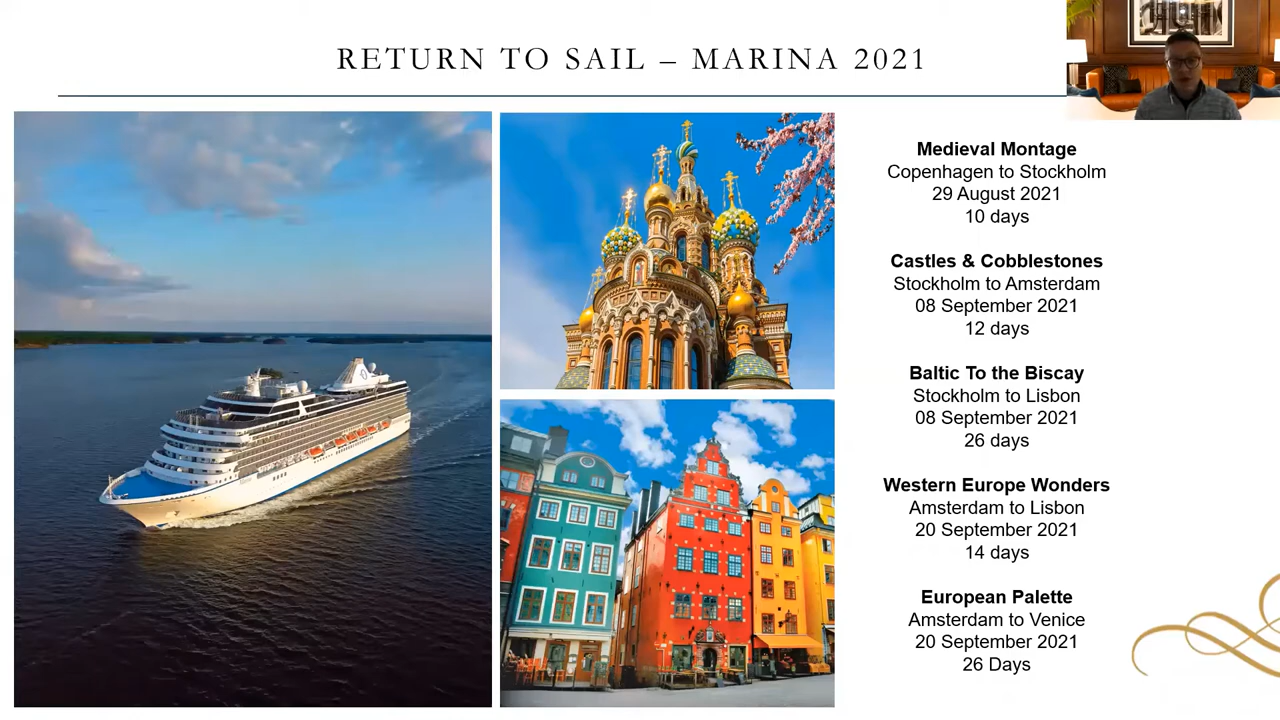 RETURN TO SAIL – MARINA 2021
Medieval Montage
Copenhagen to Stockholm
29 August 2021
10 days
Castles & Cobblestones
Stockholm to Amsterdam
08 September 2021
12 days
Baltic To the Biscay
Stockholm to Lisbon
08 September 2021
26 days
Western Europe Wonders
Amsterdam to Lisbon
20 September 2021
14 days
European Palette
Amsterdam to Venice
20 September 2021
26 Days